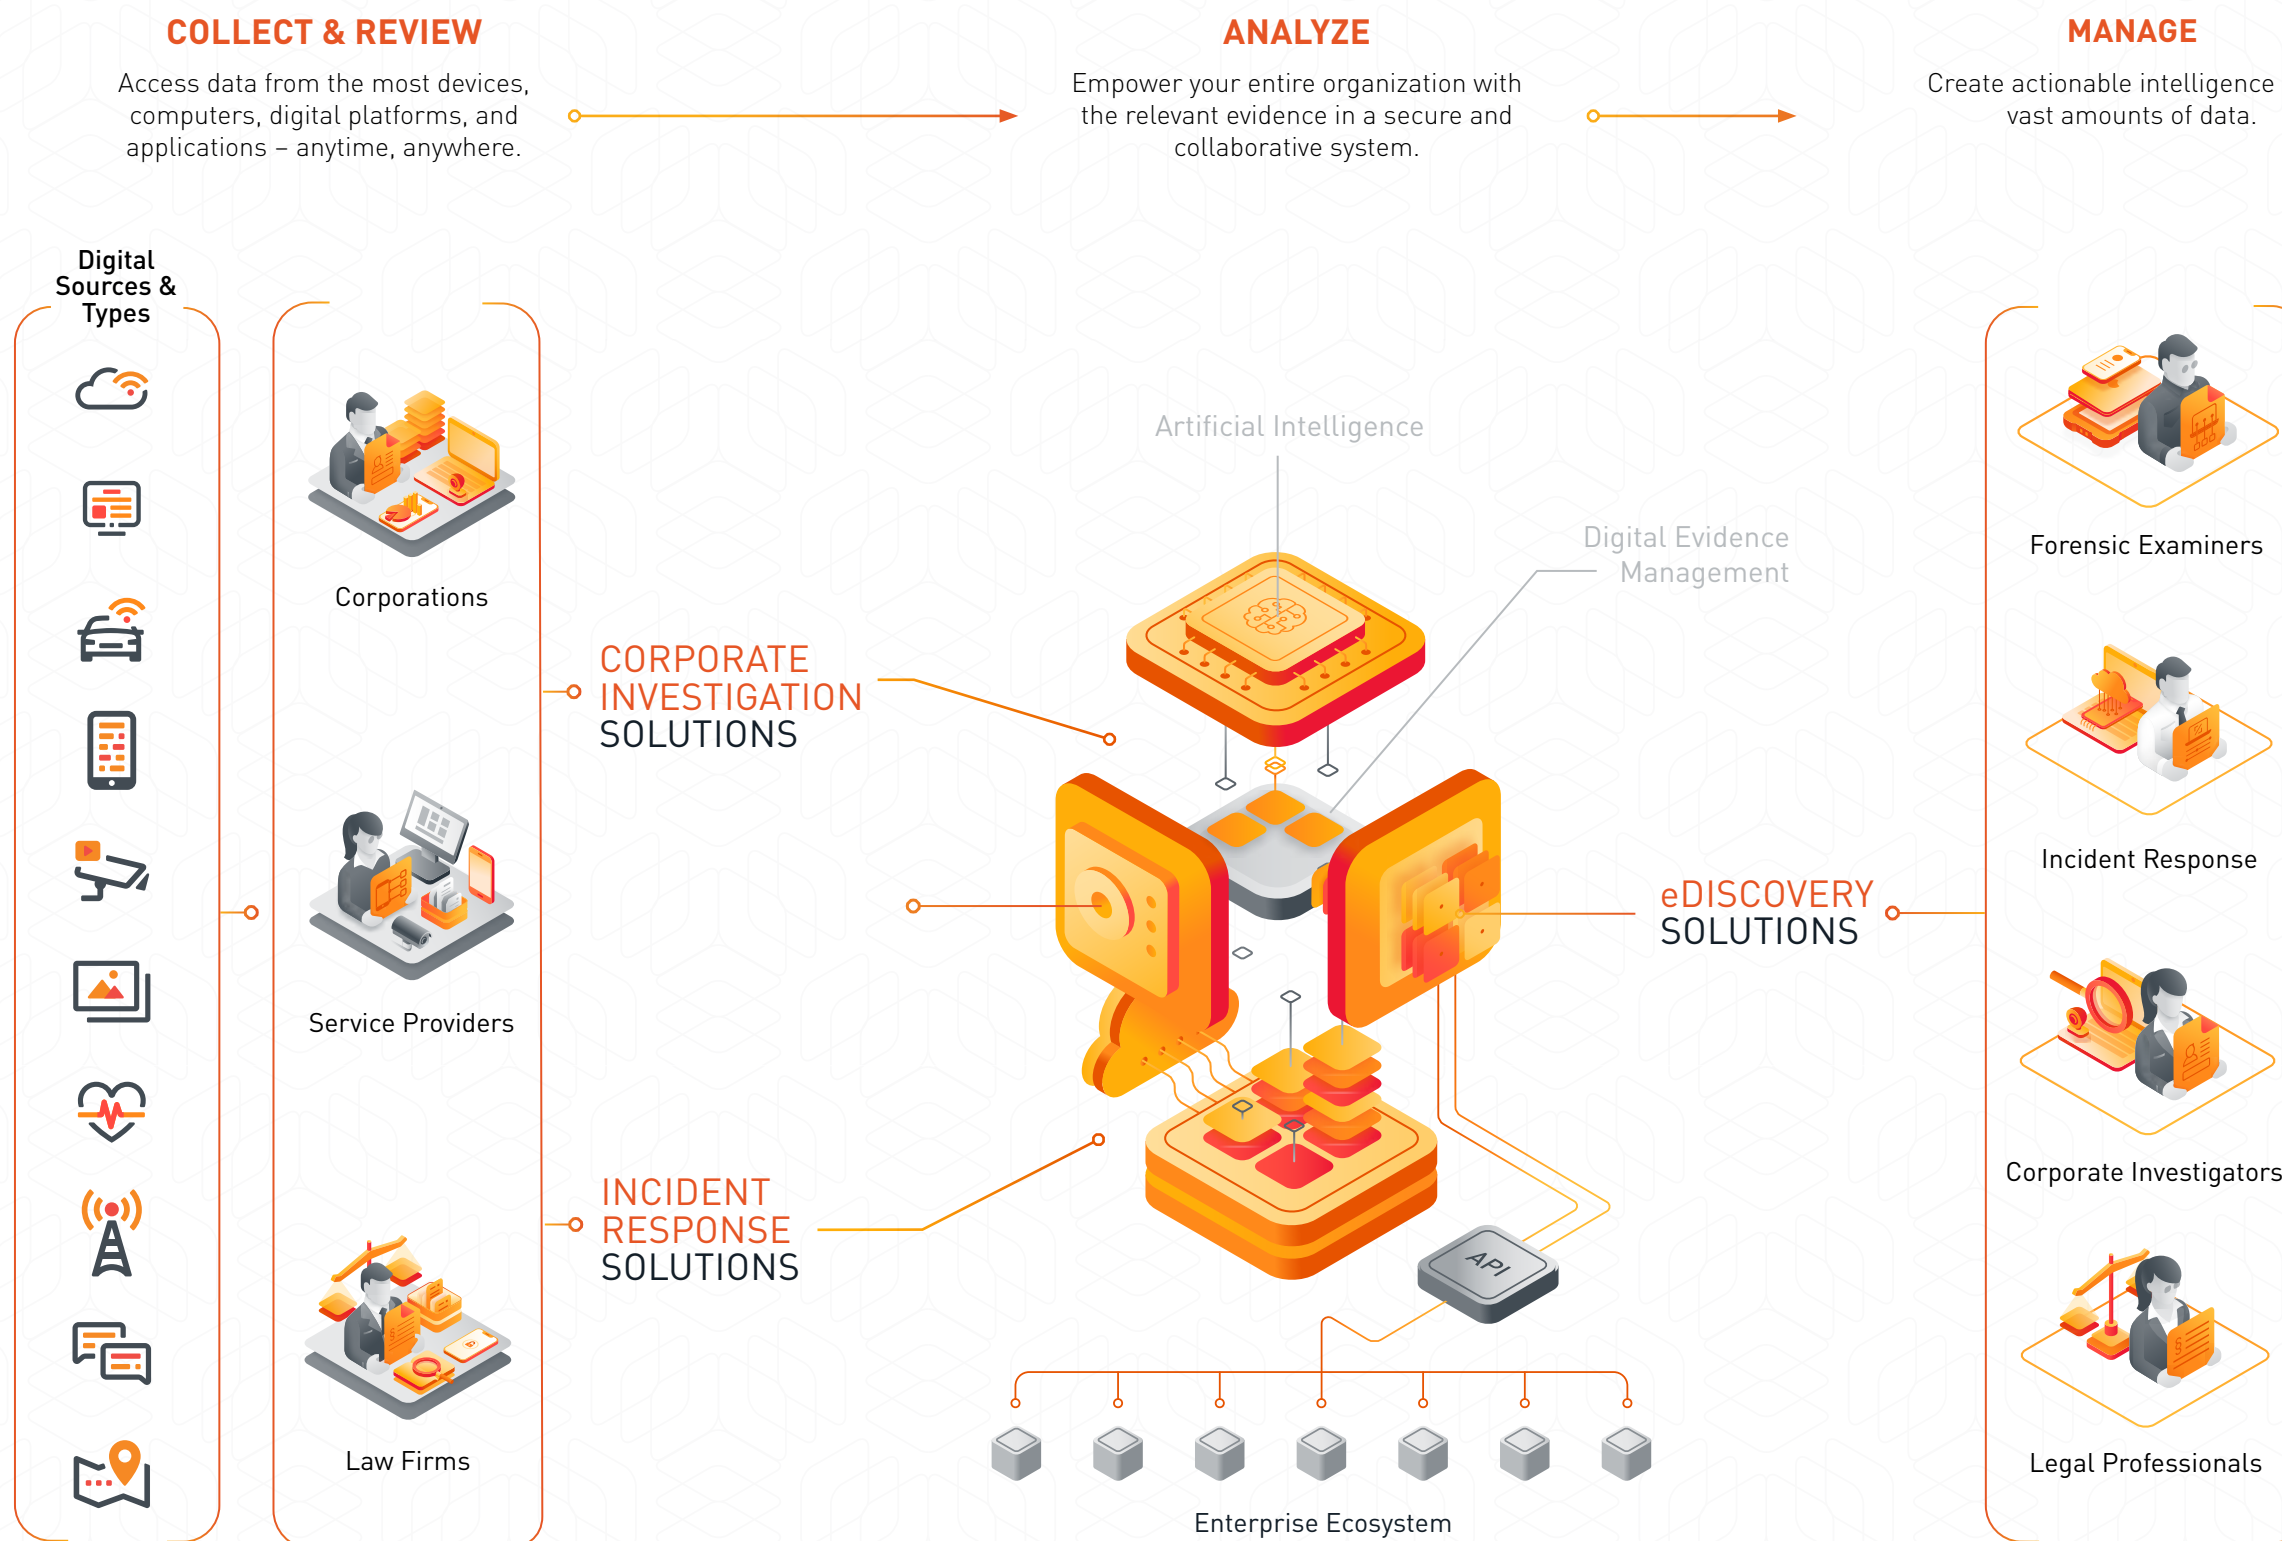 COLLECT & REVIEW
Access data from the most devices,
computers, digital platforms, and
applications – anytime, anywhere.
ANALYZE
Empower your entire organization with
the relevant evidence in a secure and
collaborative system.
MANAGE
Create actionable intelligence
vast amounts of data.
Digital
Sources &
Types
Corporations
Service Providers
Law Firms
CORPORATE
INVESTIGATION
SOLUTIONS
INCIDENT
RESPONSE
SOLUTIONS
Artificial Intelligence
Digital Evidence
Management
API
Enterprise Ecosystem
eDISCOVERY
SOLUTIONS
Forensic Examiners
Incident Response
Corporate Investigators
Legal Professionals